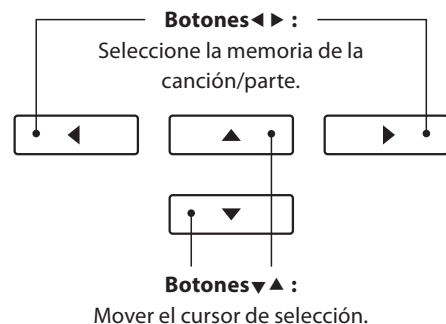 Botones◀ ▶ :
Seleccione la memoria de la
canción/parte.
◀
▲
▶
▼
Botones▼▲ :
Mover el cursor de selección.